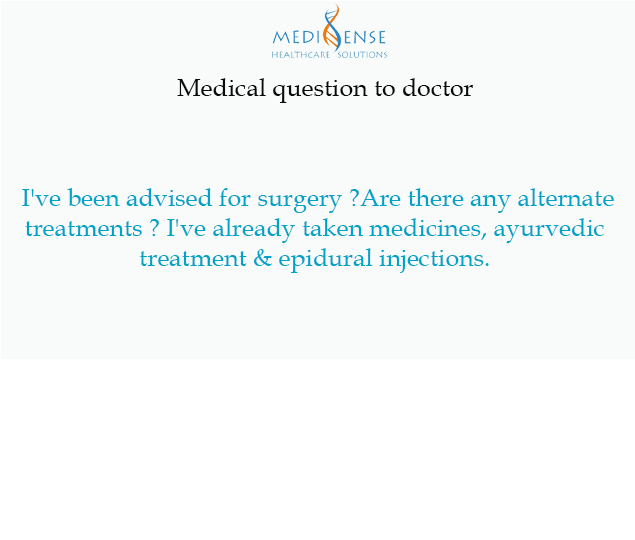 MEDISENSE
HEALTHCARE SOLUTIONS
Medical question to doctor
I've been advised for surgery ?Are there any alternate
treatments ? I've already taken medicines, ayurvedic
treatment & epidural injections.